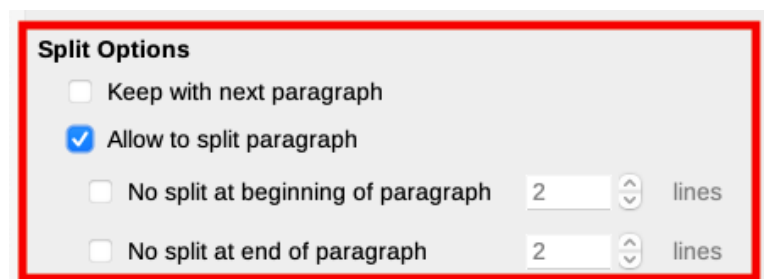 Split Options
Keep with next paragraph
Allow to split paragraph
No split at beginning of paragraph 2 lines
No split at end of paragraph 2 lines